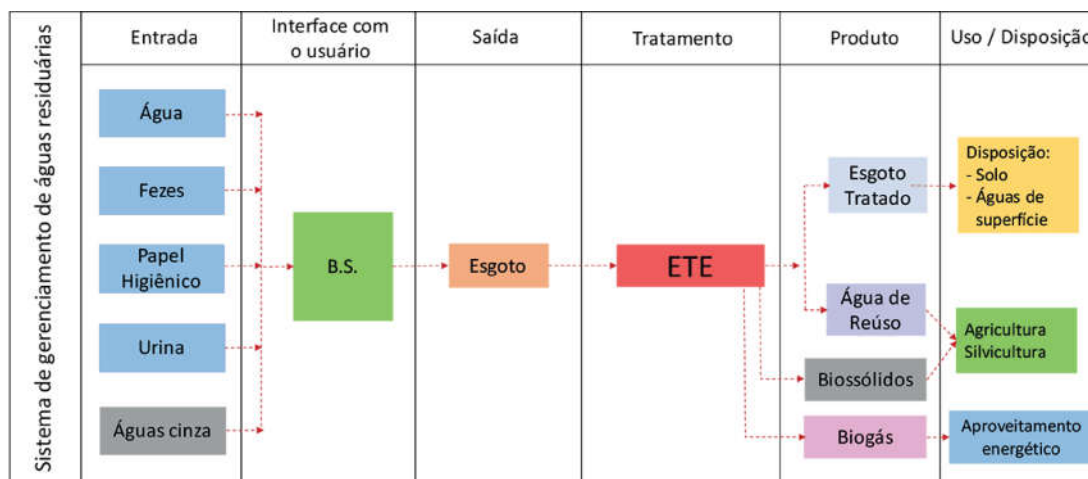 Sistema de gerenciamento de águas residuárias
Entrada
Interface com
o usuário
Saída
Tratamento
Produto
Uso / Disposição
Água
Fezes
Papel
Higiênico
Urina
Águas cinza
B.S.
Esgoto
ETE
Esgoto
Tratado
Água de
Reúso
Biossólidos
Biogás
Disposição:
- Solo
- Águas de
superfície
Agricultura
Silvicultura
Aproveitamento
energético